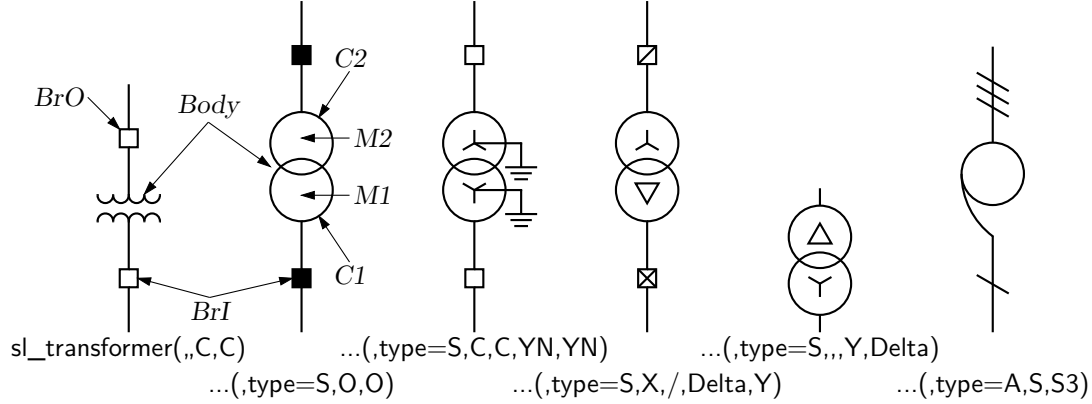 C2
BrO
Body
M2
M1
C1
BrI
sl_transformer(,,C,C)
...(,type=S,C,C,YN,YN)
...(,type=S,,,Y,Delta)
...(,type=S,O,O)
...(,type=S,X,/,Delta,Y)
...(,type=A,S,S3)